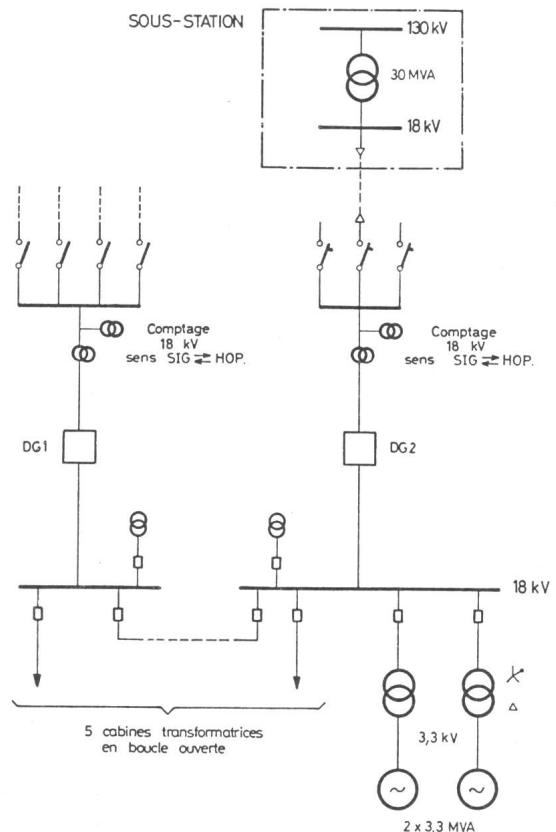 SOUS-STATION
130 kV
30 MVA
18 kV
Comptage
18 kV
sens SIG ⇄ HOP.
Comptage
18 kV
sens SIG ⇄ HOP.
DG1
DG2
18 kV
5 cabines transformatrices
en boucle ouverte
3,3 kV
2 x 3.3 MVA